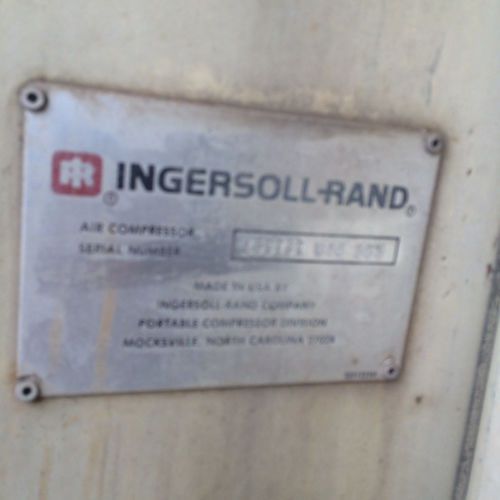 IR INGERSOLL-RAND
AIR COMPRESSOR
SERIAL NUMBER
MADE IN U.S.A. BY
INGERSOLL-RAND COMPANY
PORTABLE COMPRESSOR DIVISION
MOCKSVILLE, NORTH CAROLINA 27028